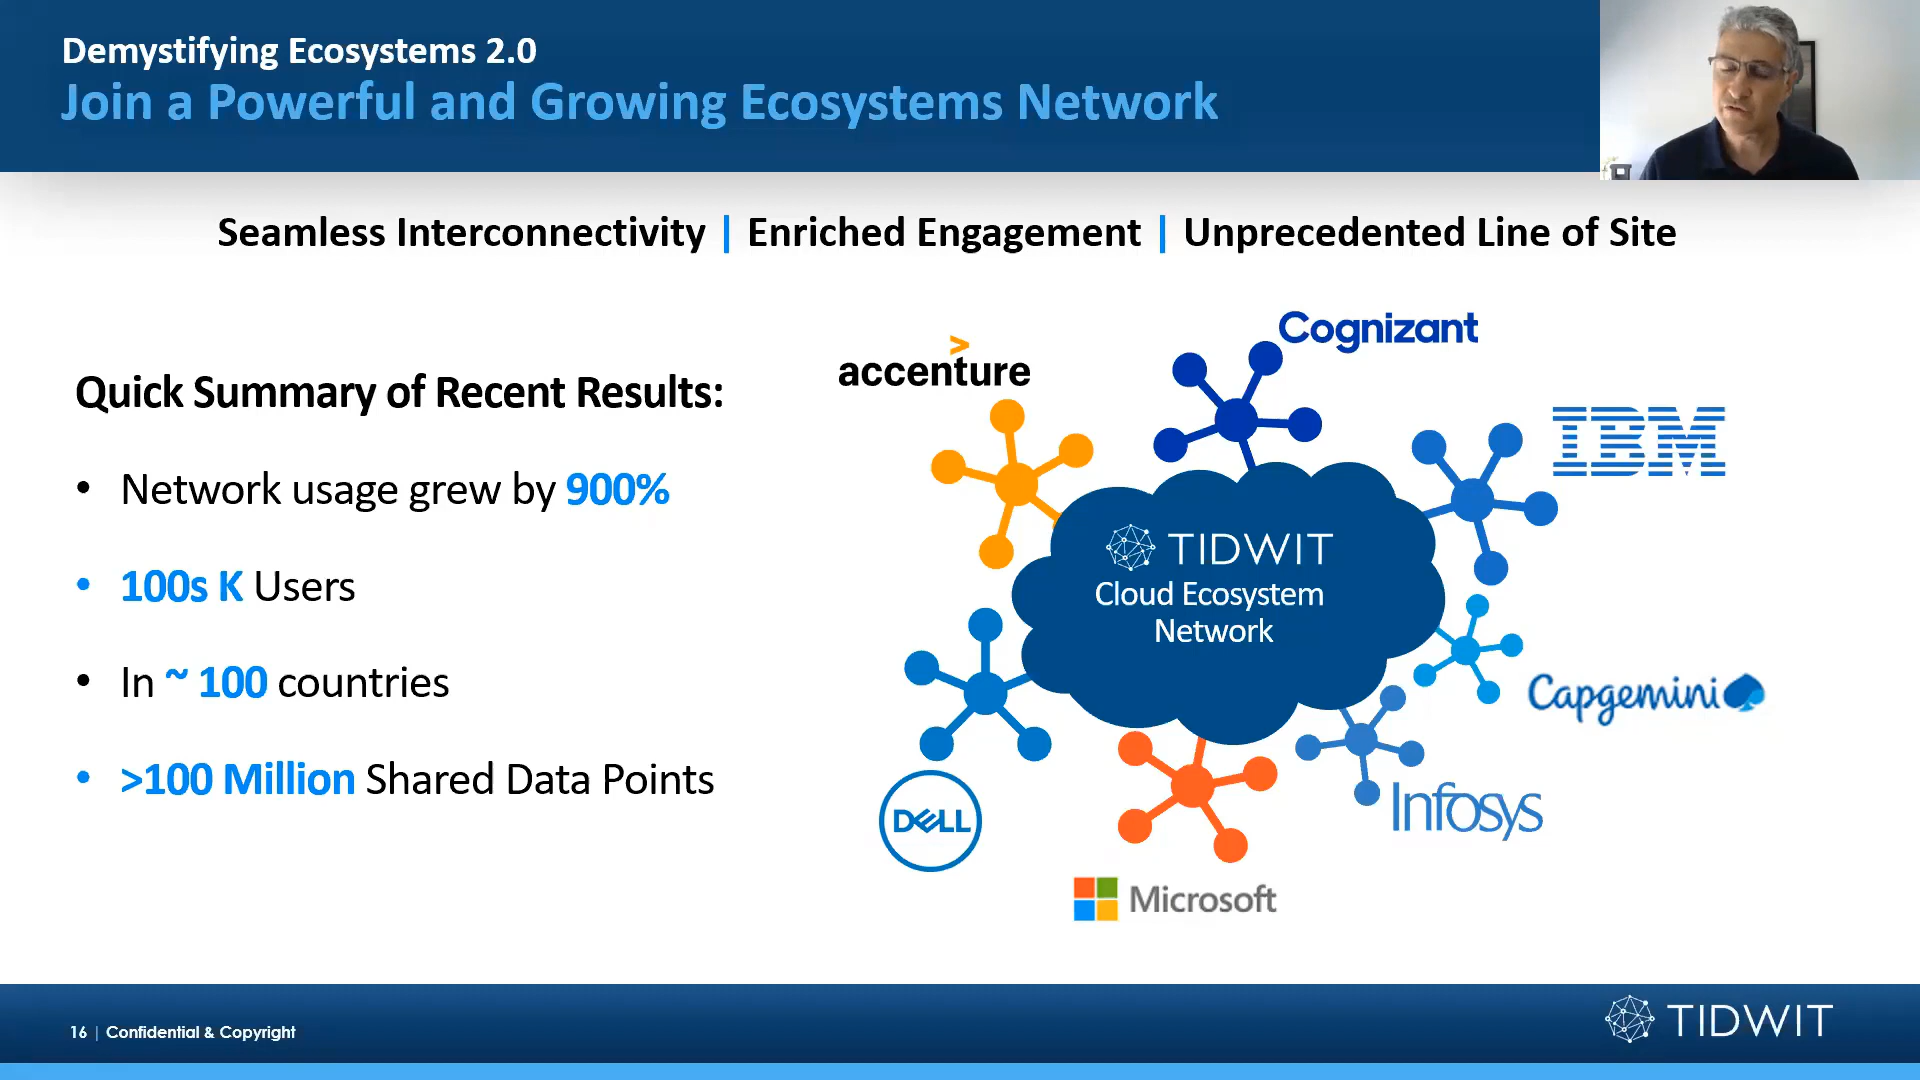 Demystifying Ecosystems 2.0
Join a Powerful and Growing Ecosystems Network
Seamless Interconnectivity | Enriched Engagement | Unprecedented Line of Site
Quick Summary of Recent Results:
• Network usage grew by 900%
• 100s K Users
• In ~ 100 countries
• >100 Million Shared Data Points
>
accenture
Cognizant
IBM
TIDWIT
Cloud Ecosystem
Network
Capgemini
Infosys
DELL
Microsoft
16 | Confidential & Copyright
TIDWIT